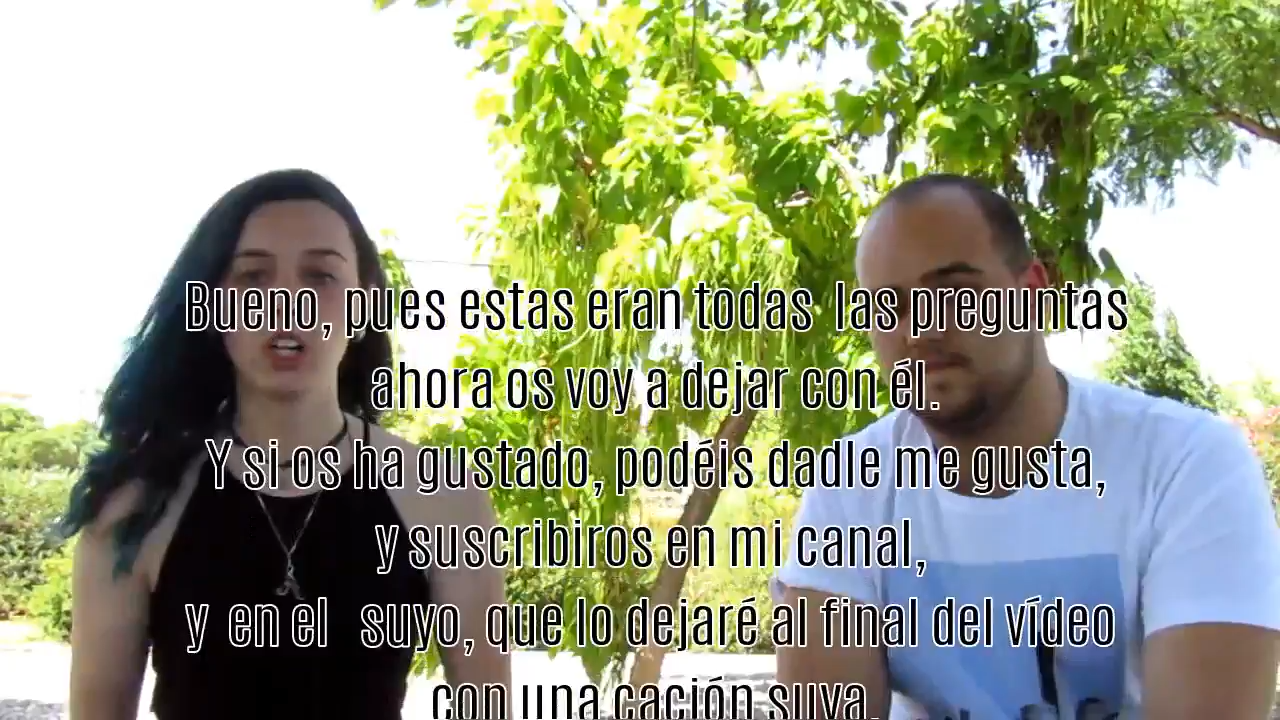 Bueno, pues estas eran todas las preguntas
ahora os voy a dejar con él.
Y si os ha gustado, podéis dadle me gusta,
y suscribiros en mi canal,
y en el suyo, que lo dejaré al final del vídeo
con una cación suya.